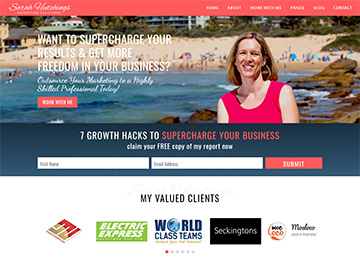 Sarah Hutchings
MARKETING SOLUTIONS
HOME ABOUT WORK WITH ME PRAISE BLOG CONTACT
WANT TO SUPERCHARGE YOUR
RESULTS & GET MORE
FREEDOM IN YOUR BUSINESS?
Outsource Your Marketing to a Highly
Skilled Professional Today!
WORK WITH ME
7 GROWTH HACKS TO SUPERCHARGE YOUR BUSINESS
claim your FREE copy of my report now
First Name Email Address SUBMIT
MY VALUED CLIENTS
ELECTRIC
EXPRESS
WORLD
CLASS TEAMS
Seckingtons
we
Loco